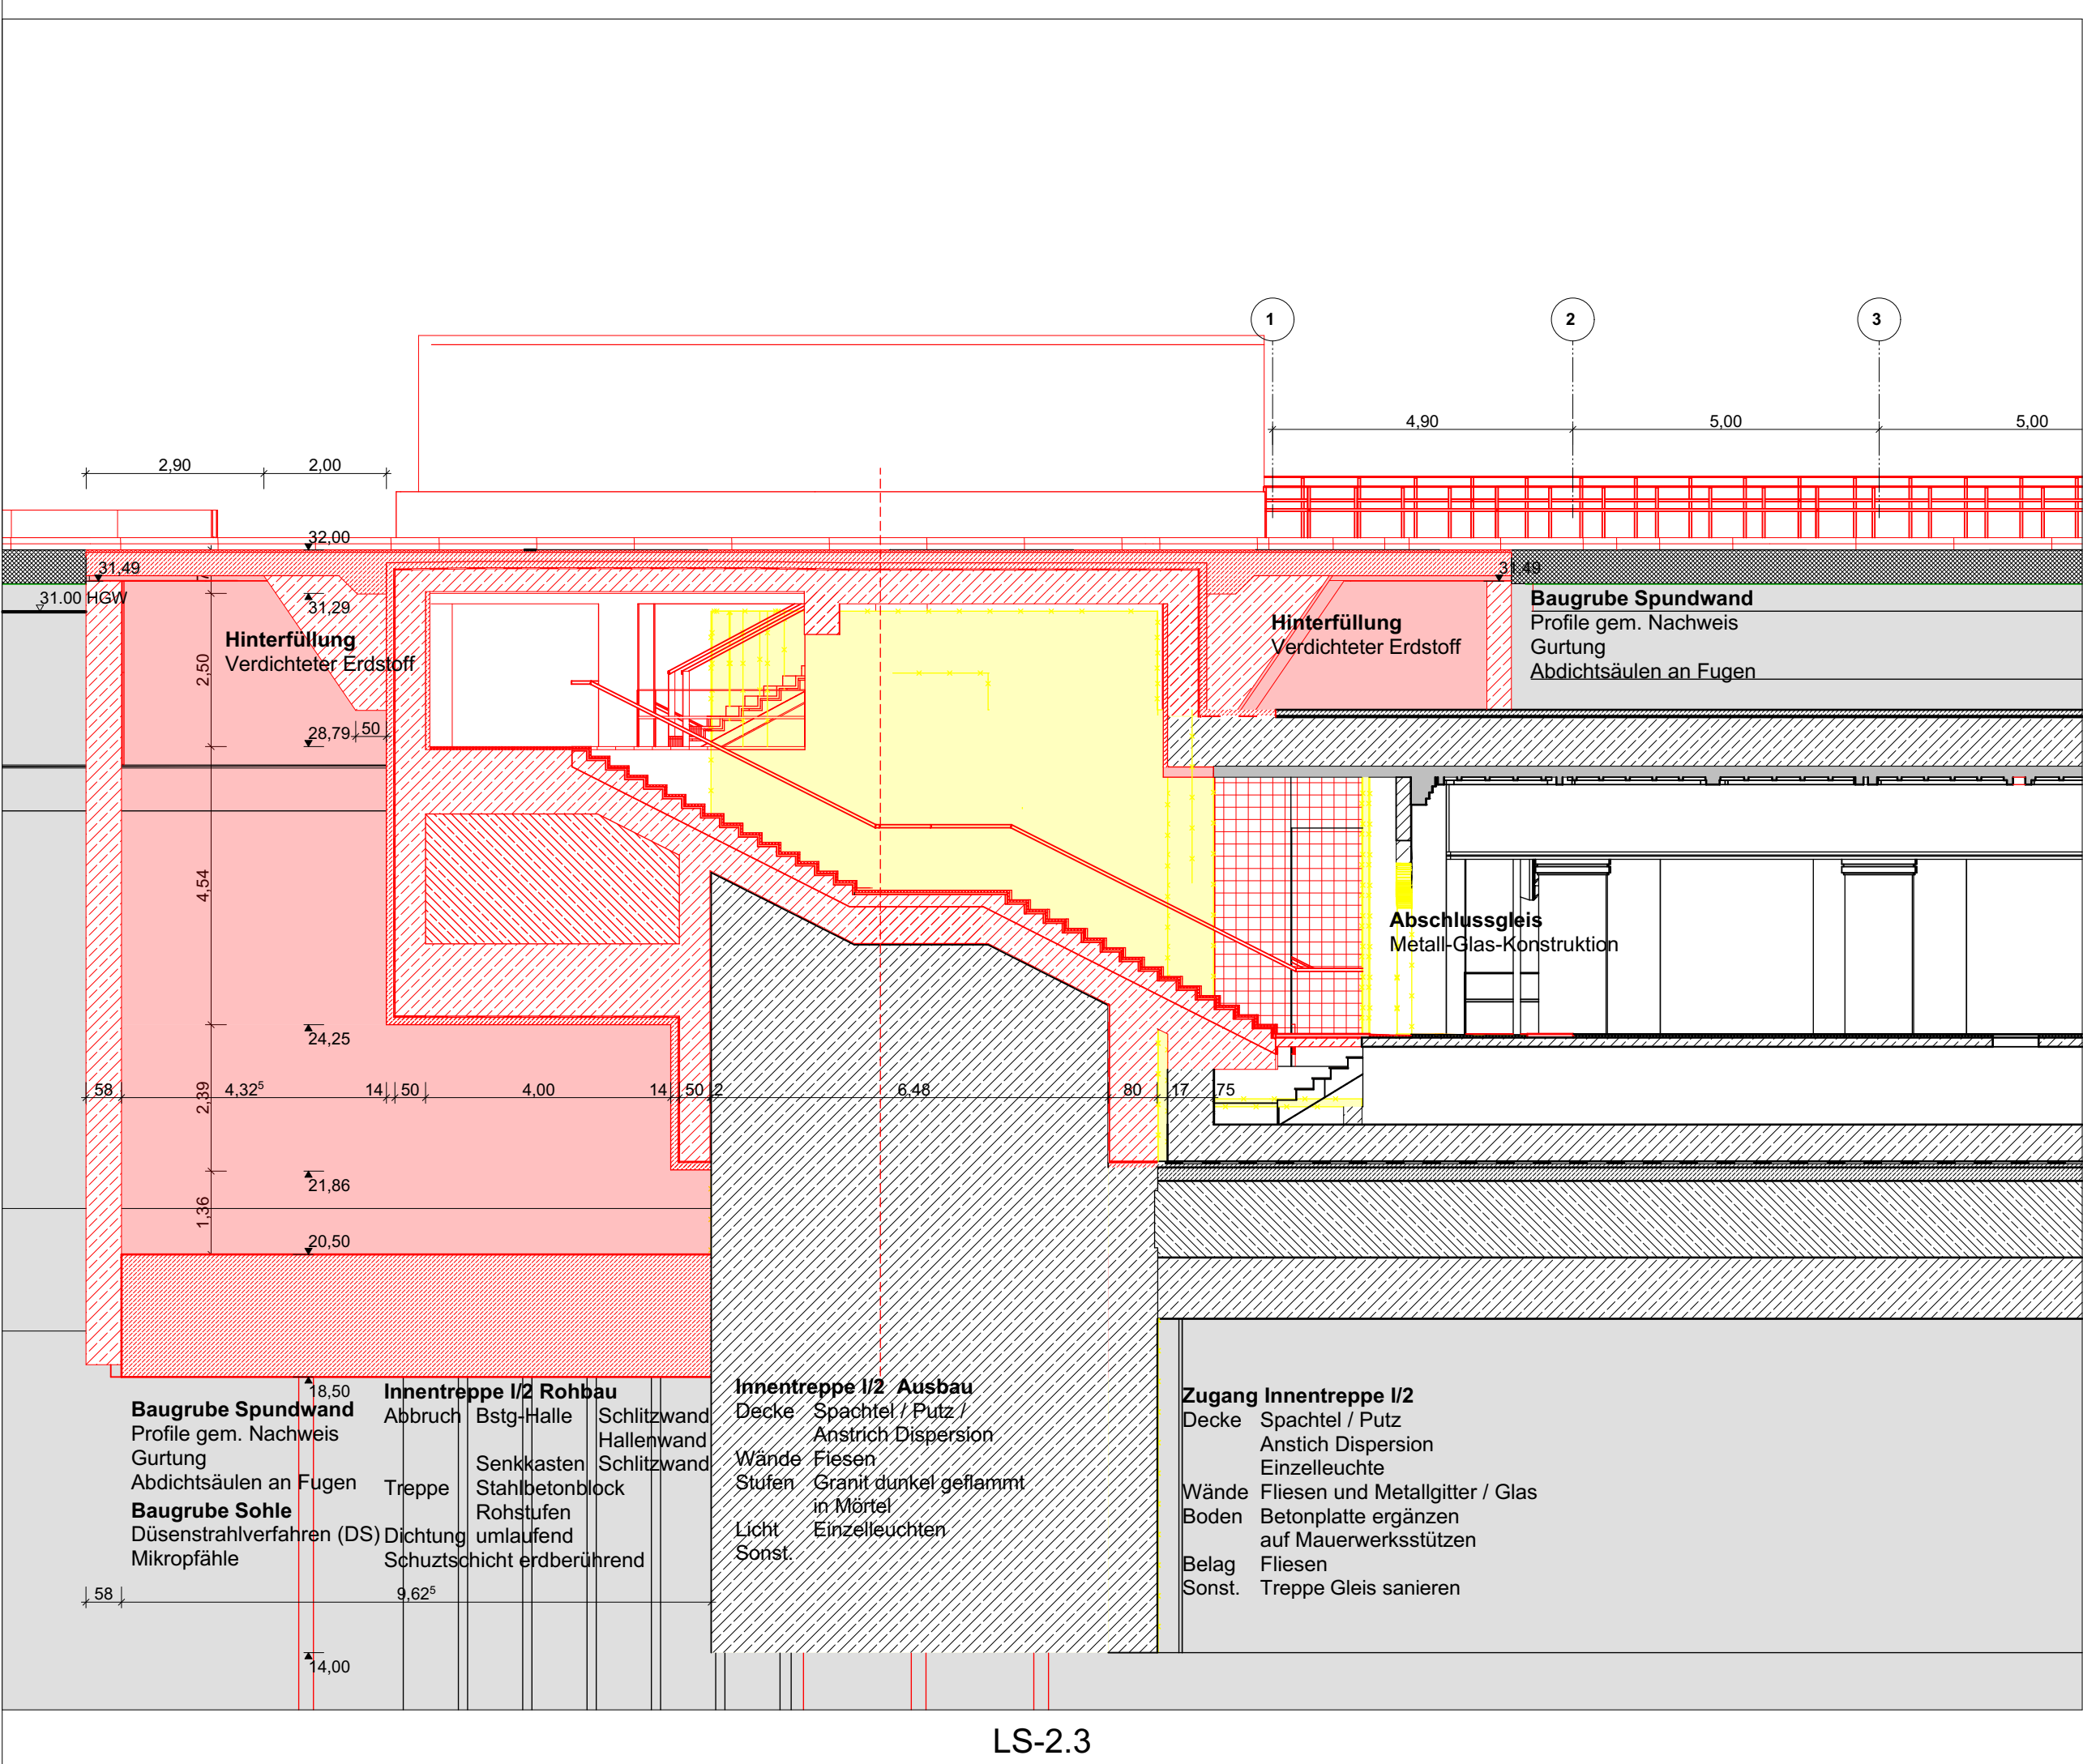 1 2 3
4,90 5,00 5,00
2,90 2,00
32,00
31,49 31,49
31.00 HGW
31,29
7
Baugrube Spundwand
Profile gem. Nachweis
Gurtung
Abdichtsäulen an Fugen
Hinterfüllung
Verdichteter Erdstoff
Hinterfüllung
Verdichteter Erdstoff
2,50
28,79 50
4,54
Abschlussgleis
Metall-Glas-Konstruktion
24,25
58 4,32⁵ 14 50 4,00 14 50 2 6,48 80 17 75
2,39
21,86
1,36
20,50
18,50
Baugrube Spundwand
Profile gem. Nachweis
Gurtung
Abdichtsäulen an Fugen
Baugrube Sohle
Düsenstrahlverfahren (DS)
Mikropfähle
Innentreppe I/2 Rohbau
Abbruch Bstg-Halle Schlitzwand
Hallenwand
Senkkasten Schlitzwand
Treppe Stahlbetonblock
Rohstufen
Dichtung umlaufend
Schuztschicht erdberührend
Innentreppe I/2 Ausbau
Decke Spachtel / Putz /
Anstrich Dispersion
Wände Fiesen
Stufen Granit dunkel geflammt
in Mörtel
Licht Einzelleuchten
Sonst.
Zugang Innentreppe I/2
Decke Spachtel / Putz
Anstich Dispersion
Einzelleuchte
Wände Fliesen und Metallgitter / Glas
Boden Betonplatte ergänzen
auf Mauerwerksstützen
Belag Fliesen
Sonst. Treppe Gleis sanieren
58 9,62⁵
14,00
LS-2.3